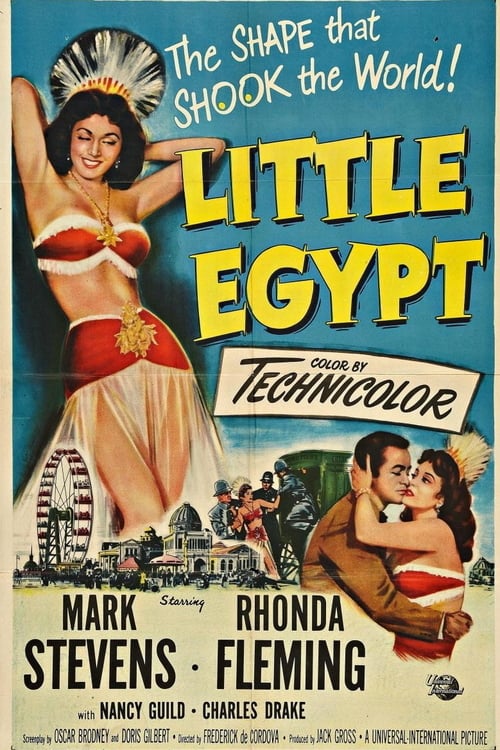 The SHAPE that
SHOOK the World!
LITTLE
EGYPT
COLOR BY
TECHNICOLOR
Starring
MARK
STEVENS · RHONDA
FLEMING
with NANCY GUILD · CHARLES DRAKE
Screenplay by OSCAR BRODNEY and DORIS GILBERT · Directed by FREDERICK de CORDOVA · Produced by JACK GROSS · A UNIVERSAL-INTERNATIONAL PICTURE
Universal
International